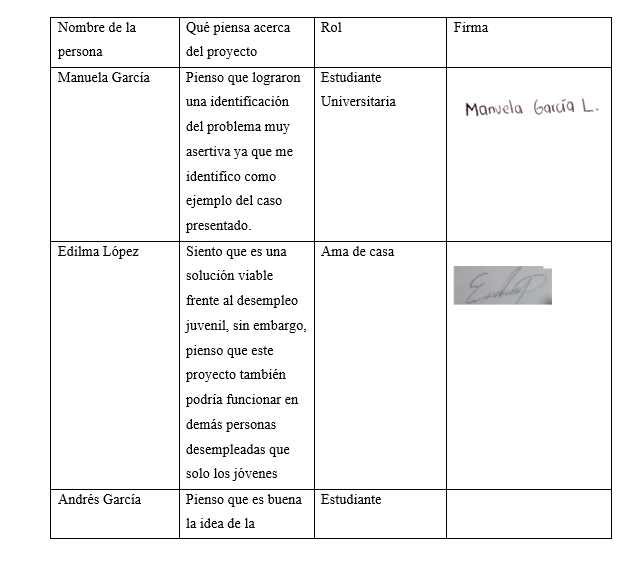 Nombre de la persona
Qué piensa acerca del proyecto
Rol
Firma
Manuela García
Pienso que lograron
una identificación
del problema muy
asertiva ya que me
identifico como
ejemplo del caso
presentado.
Estudiante
Universitaria
Manuela García L.
Edilma López
Siento que es una
solución viable
frente al desempleo
juvenil, sin embargo,
pienso que este
proyecto también
podría funcionar en
demás personas
desempleadas que
solo los jóvenes
Ama de casa
Andrés García
Pienso que es buena
la idea de la
Estudiante